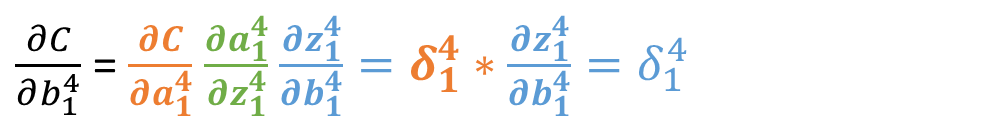 ∂C/∂b₁⁴ = ∂C/∂a₁⁴ ∂a₁⁴/∂z₁⁴ ∂z₁⁴/∂b₁⁴ = δ₁⁴ * ∂z₁⁴/∂b₁⁴ = δ₁⁴